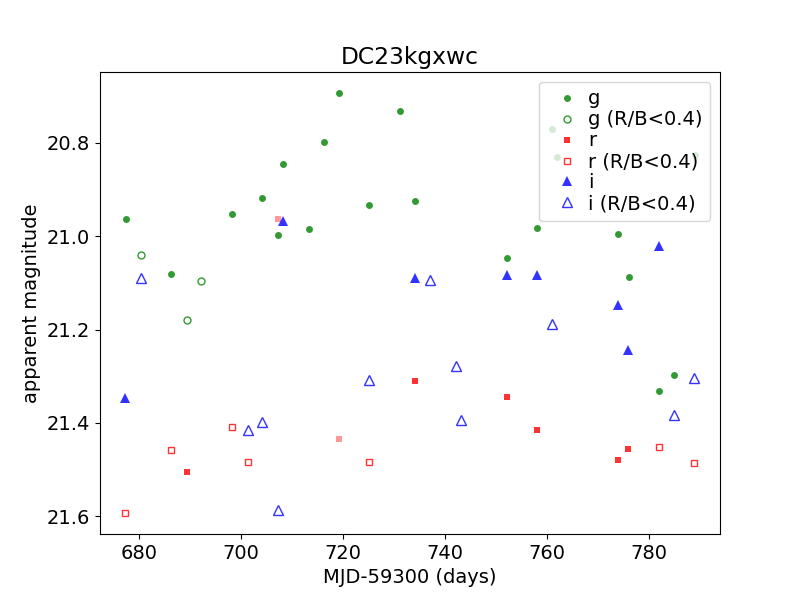 DC23kgxwc
g
g (R/B<0.4)
r
r (R/B<0.4)
i
i (R/B<0.4)
20.8
21.0
21.2
21.4
21.6
apparent magnitude
680
700
720
740
760
780
MJD-59300 (days)